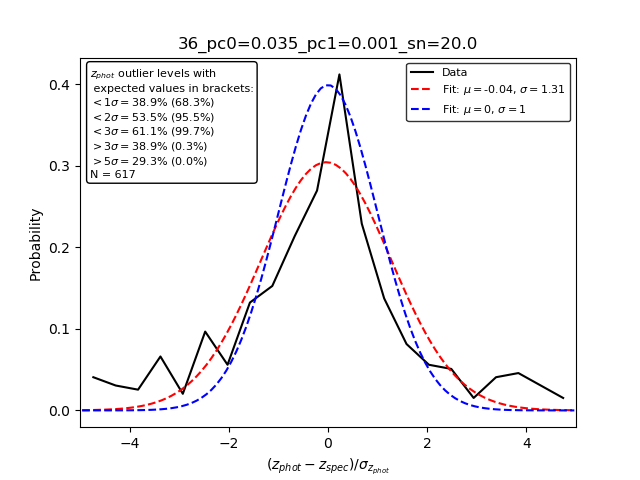 36_pc0=0.035_pc1=0.001_sn=20.0
z_phot outlier levels with
expected values in brackets:
<1σ = 38.9% (68.3%)
<2σ = 53.5% (95.5%)
<3σ = 61.1% (99.7%)
>3σ = 38.9% (0.3%)
>5σ = 29.3% (0.0%)
N = 617
Data
Fit: μ = -0.04, σ = 1.31
Fit: μ = 0, σ = 1
Probability
0.4
0.3
0.2
0.1
0.0
−4 −2 0 2 4
(z_phot − z_spec)/σ_z_phot